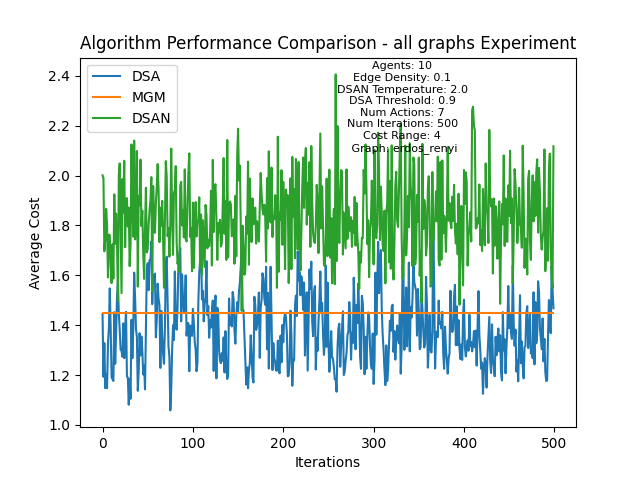 Algorithm Performance Comparison - all graphs Experiment
DSA
MGM
DSAN
Agents: 10
Edge Density: 0.1
DSAN Temperature: 2.0
DSA Threshold: 0.9
Num Actions: 7
Num Iterations: 500
Cost Range: 4
Graph: erdos_renyi
Average Cost
2.4
2.2
2.0
1.8
1.6
1.4
1.2
1.0
0
100
200
300
400
500
Iterations